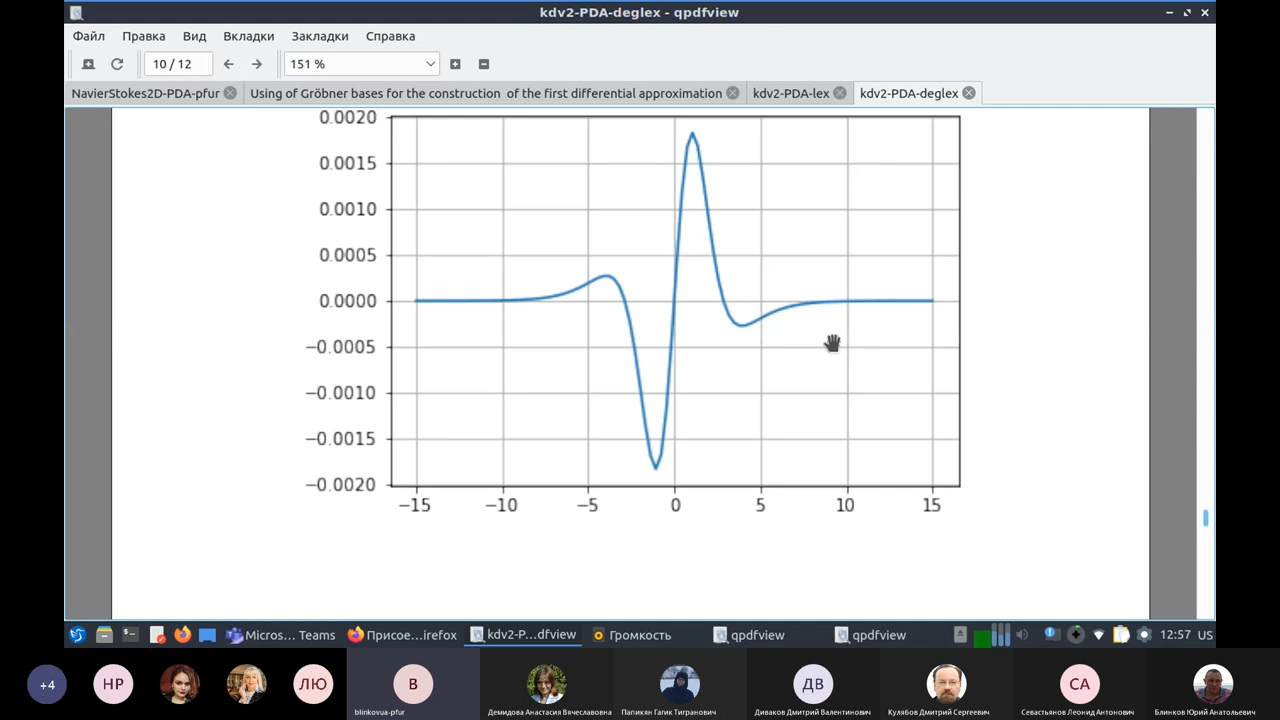 kdv2-PDA-deglex - qpdfview
Файл Правка Вид Вкладки Закладки Справка
10 / 12 151 %
NavierStokes2D-PDA-pfur Using of Gröbner bases for the construction of the first differential approximation kdv2-PDA-lex kdv2-PDA-deglex
0.0020
0.0015
0.0010
0.0005
0.0000
−0.0005
−0.0010
−0.0015
−0.0020
−15 −10 −5 0 5 10 15
Micros... Teams Присое...irefox kdv2-P...dfview Громкость qpdfview qpdfview 12:57 US
+4 НР ЛЮ B ДВ СА
blinkovua-pfur Демидова Анастасия Вячеславовна Папикян Гагик Тигранович Диваков Дмитрий Валентинович Кулябов Дмитрий Сергеевич Севастьянов Леонид Антонович Блинков Юрий Анатольевич